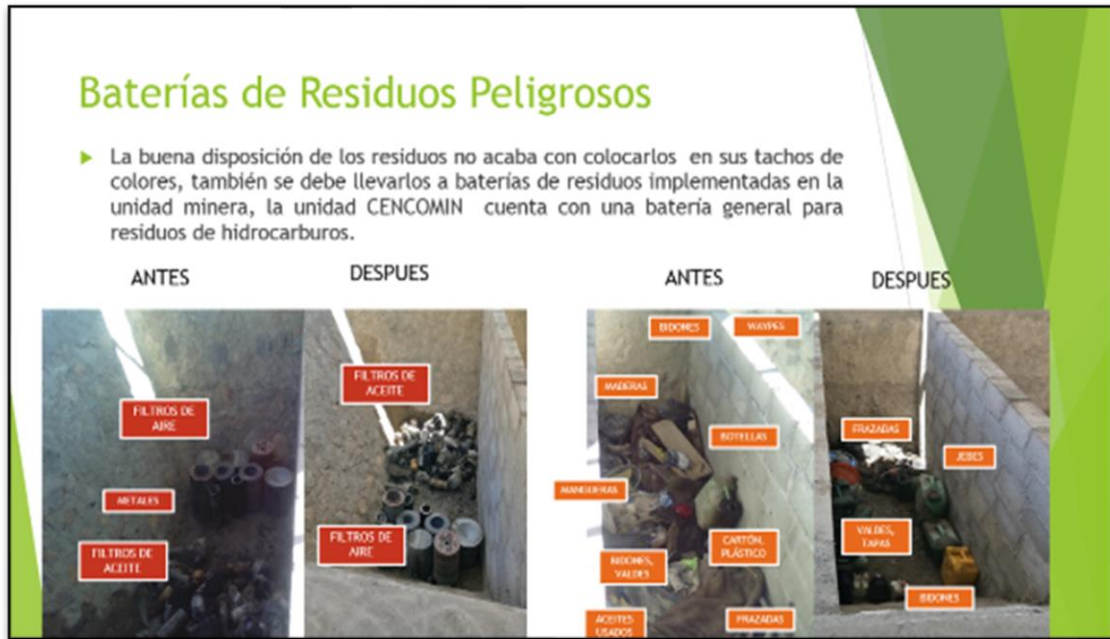 Baterías de Residuos Peligrosos
La buena disposición de los residuos no acaba con colocarlos en sus tachos de
colores, también se debe llevarlos a baterías de residuos implementadas en la
unidad minera, la unidad CENCOMIN cuenta con una batería general para
residuos de hidrocarburos.
ANTES
DESPUES
FILTROS DE
AIRE
METALES
FILTROS DE
ACEITE
FILTROS DE
ACEITE
FILTROS DE
AIRE
ANTES
DESPUES
BIDONES
WAYPES
MADERAS
BOTELLAS
MANGUERAS
CARTÓN,
PLÁSTICO
BIDONES,
VALDES
ACEITES
USADOS
FRAZADAS
FRAZADAS
JEBES
VALDES,
TAPAS
BIDONES